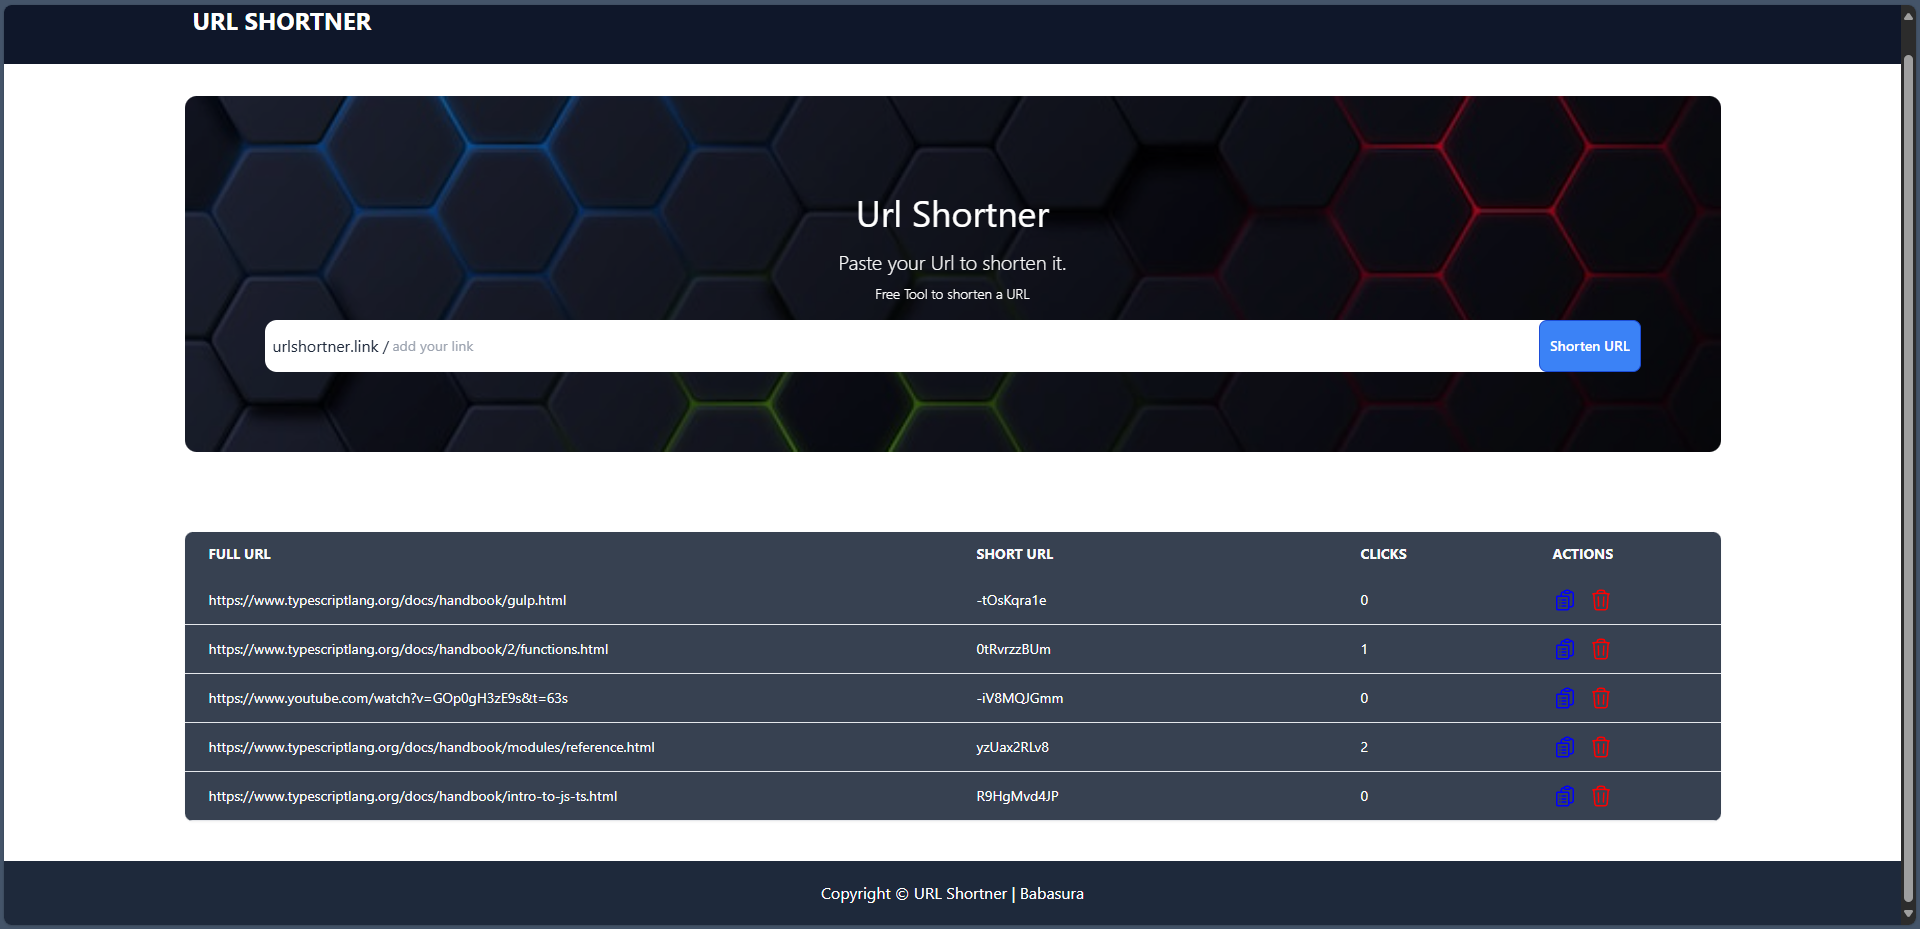 URL SHORTNER
Url Shortner
Paste your Url to shorten it.
Free Tool to shorten a URL
urlshortner.link / add your link
Shorten URL
FULL URL SHORT URL CLICKS ACTIONS
https://www.typescriptlang.org/docs/handbook/gulp.html -tOsKqra1e 0
https://www.typescriptlang.org/docs/handbook/2/functions.html 0tRvrzzBUm 1
https://www.youtube.com/watch?v=GOp0gH3zE9s&t=63s -iV8MQJGmm 0
https://www.typescriptlang.org/docs/handbook/modules/reference.html yzUax2RLv8 2
https://www.typescriptlang.org/docs/handbook/intro-to-js-ts.html R9HgMvd4JP 0
Copyright © URL Shortner | Babasura